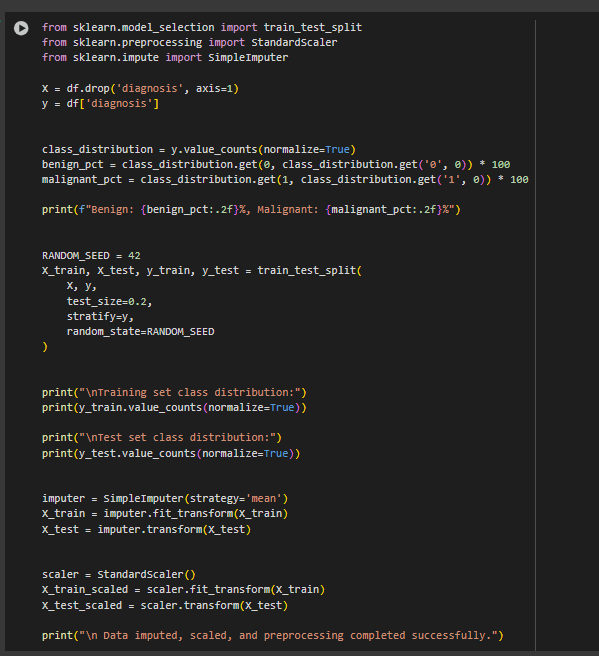 from sklearn.model_selection import train_test_split
from sklearn.preprocessing import StandardScaler
from sklearn.impute import SimpleImputer
X = df.drop('diagnosis', axis=1)
y = df['diagnosis']
class_distribution = y.value_counts(normalize=True)
benign_pct = class_distribution.get(0, class_distribution.get('0', 0)) * 100
malignant_pct = class_distribution.get(1, class_distribution.get('1', 0)) * 100
print(f"Benign: {benign_pct:.2f}%, Malignant: {malignant_pct:.2f}%")
RANDOM_SEED = 42
X_train, X_test, y_train, y_test = train_test_split(
    X, y,
    test_size=0.2,
    stratify=y,
    random_state=RANDOM_SEED
)
print("\nTraining set class distribution:")
print(y_train.value_counts(normalize=True))
print("\nTest set class distribution:")
print(y_test.value_counts(normalize=True))
imputer = SimpleImputer(strategy='mean')
X_train = imputer.fit_transform(X_train)
X_test = imputer.transform(X_test)
scaler = StandardScaler()
X_train_scaled = scaler.fit_transform(X_train)
X_test_scaled = scaler.transform(X_test)
print("\n Data imputed, scaled, and preprocessing completed successfully.")